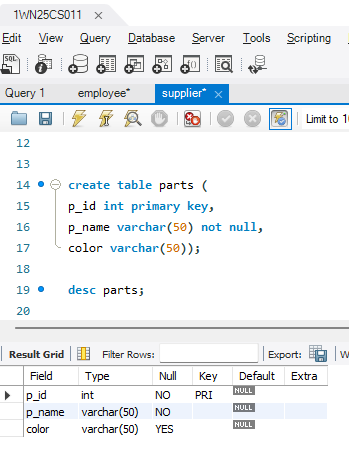 1WN25CS011 ×
Edit View Query Database Server Tools Scripting
Query 1 employee* supplier* ×
Limit to 1
12
13
14 create table parts (
15 p_id int primary key,
16 p_name varchar(50) not null,
17 color varchar(50));
18
19 desc parts;
20
Result Grid Filter Rows: Export: W
Field Type Null Key Default Extra
p_id int NO PRI NULL
p_name varchar(50) NO NULL
color varchar(50) YES NULL